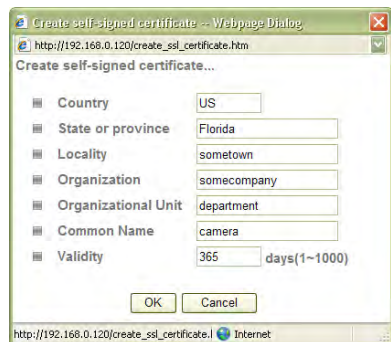 Create self-signed certificate -- Webpage Dialog
http://192.168.0.120/create_ssl_certificate.htm
Create self-signed certificate...
Country US
State or province Florida
Locality sometown
Organization somecompany
Organizational Unit department
Common Name camera
Validity 365 days(1~1000)
OK Cancel
http://192.168.0.120/create_ssl_certificate.l Internet